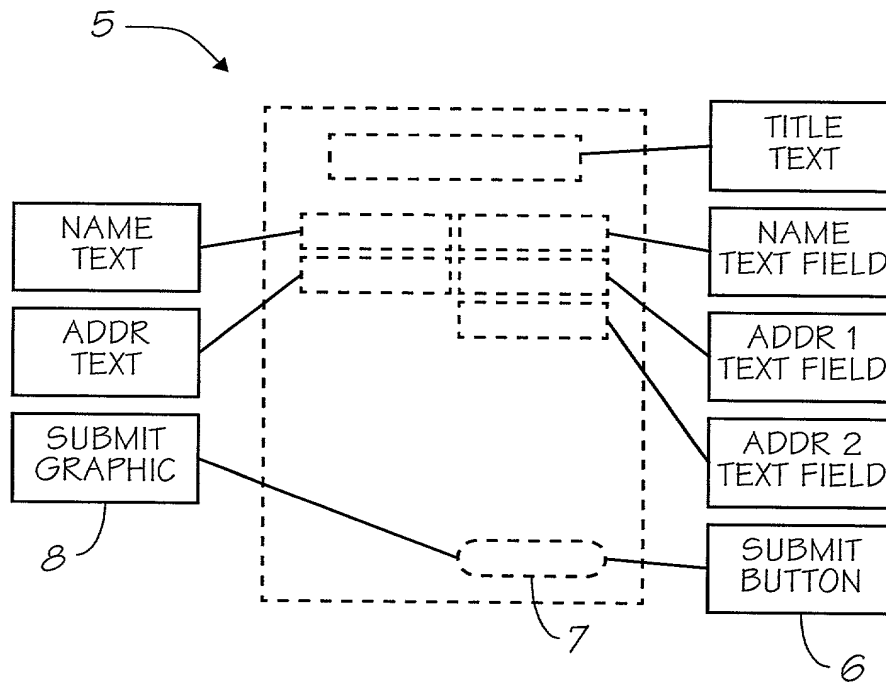 5
TITLE
TEXT
NAME
TEXT
NAME
TEXT FIELD
ADDR
TEXT
ADDR 1
TEXT FIELD
SUBMIT
GRAPHIC
ADDR 2
TEXT FIELD
SUBMIT
BUTTON
8
7
6